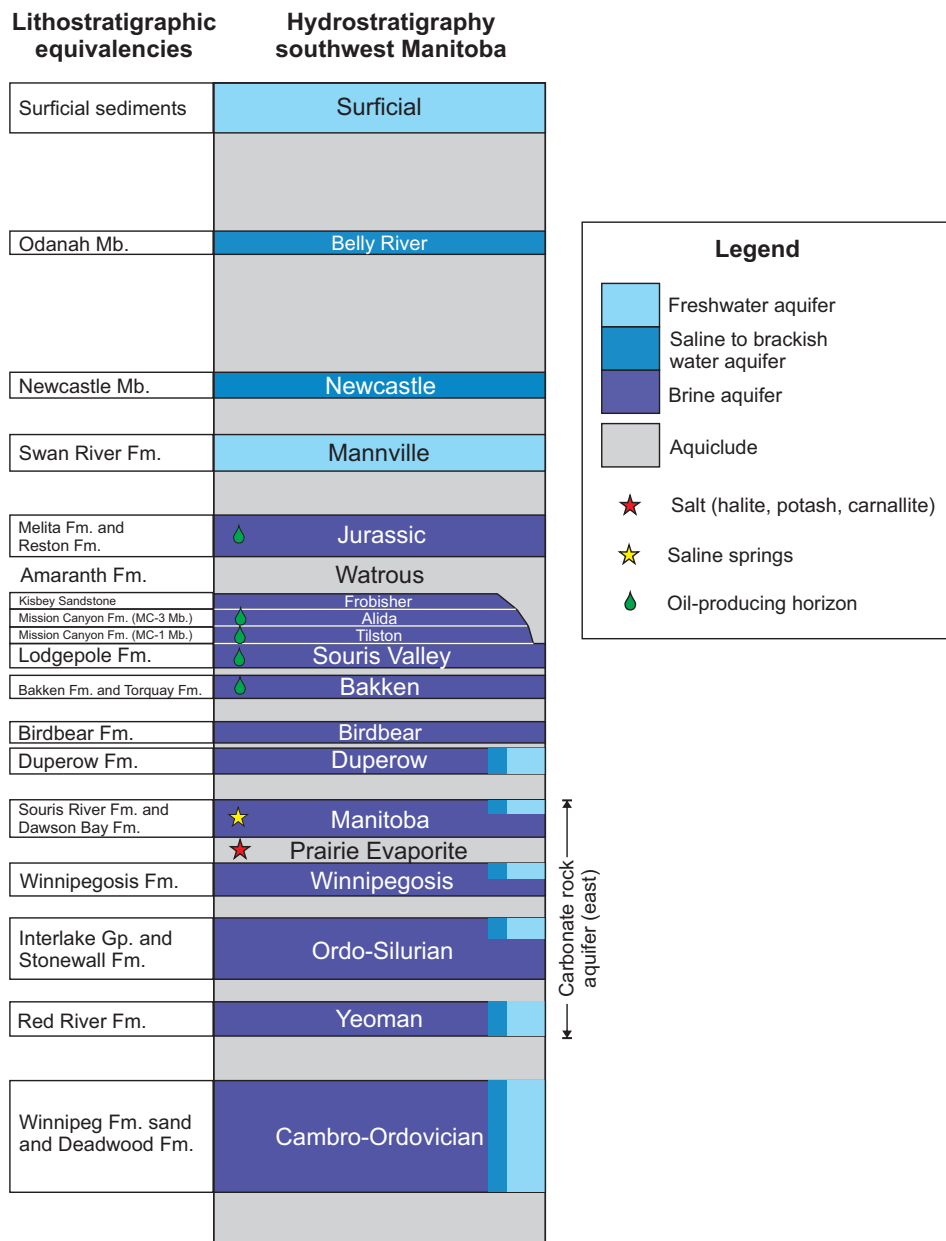 Lithostratigraphic
equivalencies
Hydrostratigraphy
southwest Manitoba
Surficial sediments
Surficial
Odanah Mb.
Belly River
Newcastle Mb.
Newcastle
Swan River Fm.
Mannville
Melita Fm. and
Reston Fm.
Jurassic
Amaranth Fm.
Watrous
Kisbey Sandstone
Frobisher
Mission Canyon Fm. (MC-3 Mb.)
Alida
Mission Canyon Fm. (MC-1 Mb.)
Tilston
Lodgepole Fm.
Souris Valley
Bakken Fm. and Torquay Fm.
Bakken
Birdbear Fm.
Birdbear
Duperow Fm.
Duperow
Souris River Fm. and
Dawson Bay Fm.
Manitoba
Prairie Evaporite
Winnipegosis Fm.
Winnipegosis
Interlake Gp. and
Stonewall Fm.
Ordo-Silurian
Red River Fm.
Yeoman
Winnipeg Fm. sand
and Deadwood Fm.
Cambro-Ordovician
Carbonate rock
aquifer (east)
Legend
Freshwater aquifer
Saline to brackish
water aquifer
Brine aquifer
Aquiclude
Salt (halite, potash, carnallite)
Saline springs
Oil-producing horizon